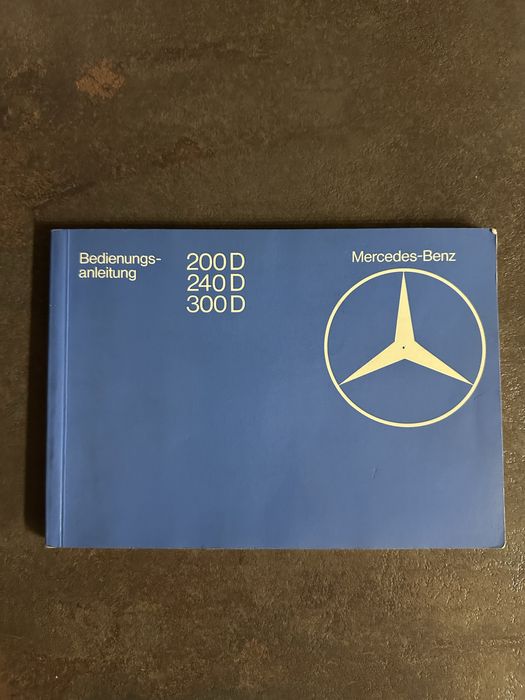 Bedienungs-
anleitung
200 D
240 D
300 D
Mercedes-Benz